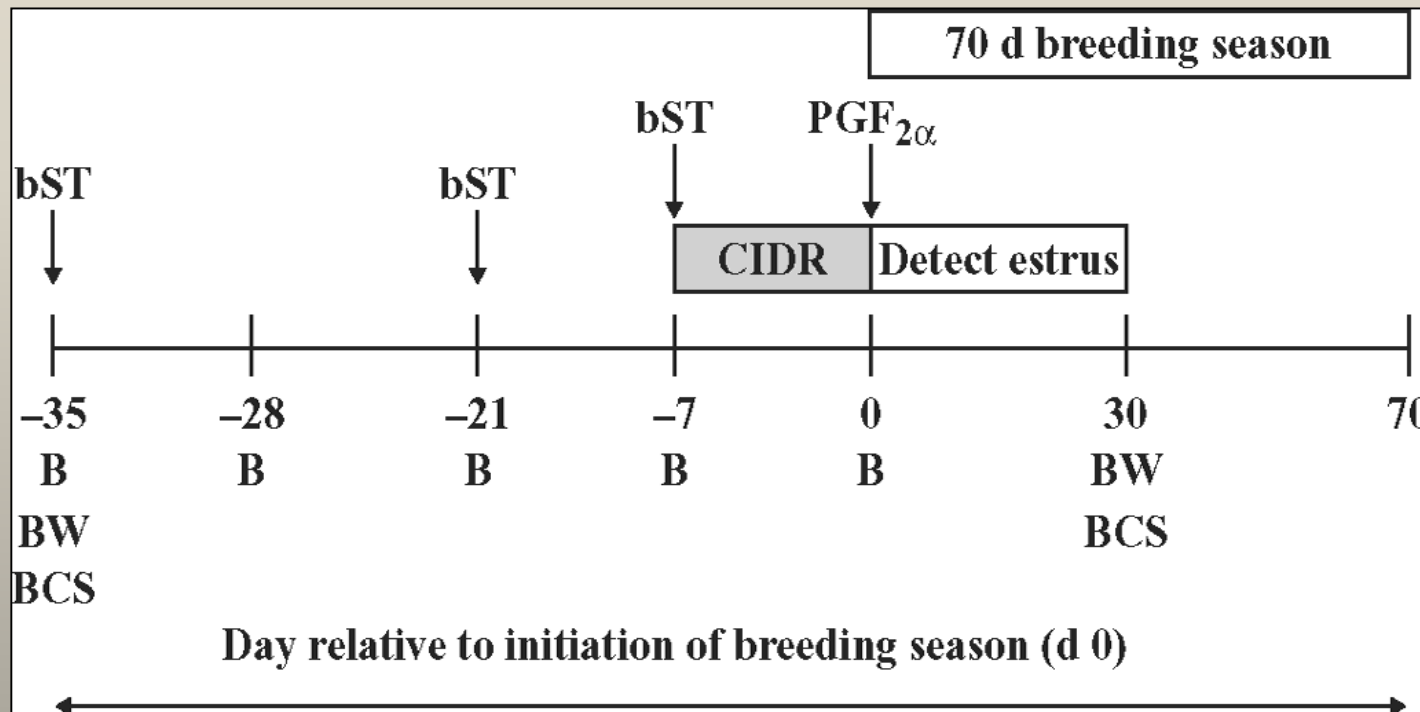 70 d breeding season
bST PGF2α
bST bST
CIDR Detect estrus
–35 –28 –21 –7 0 30 70
B B B B B BW
BW BCS
BCS
Day relative to initiation of breeding season (d 0)